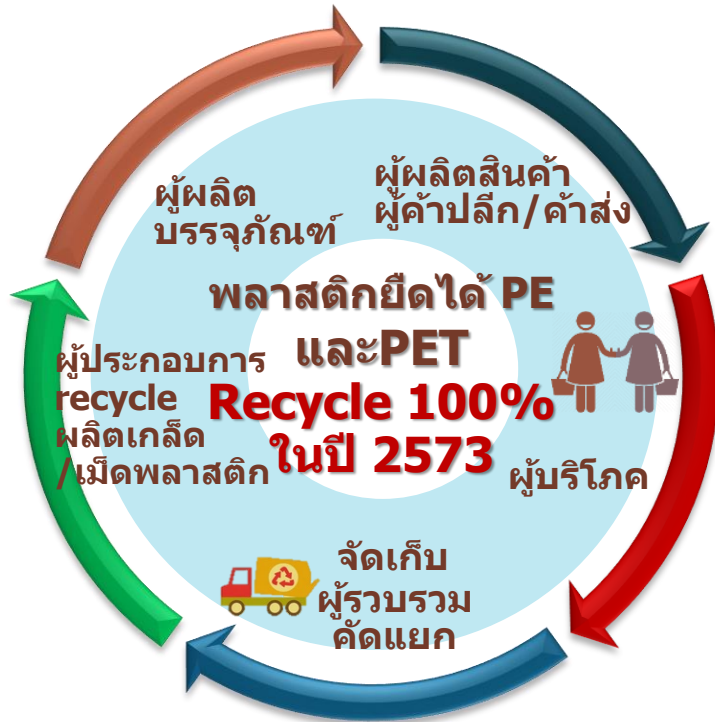 ผู้ผลิต
บรรจุภัณฑ์
ผู้ผลิตสินค้า
ผู้ค้าปลีก/ค้าส่ง
พลาสติกยืดได้ PE
และPET
Recycle 100%
ในปี 2573
ผู้บริโภค
จัดเก็บ
ผู้รวบรวม
คัดแยก
ผู้ประกอบการ
recycle
ผลิตเกล็ด
/เม็ดพลาสติก